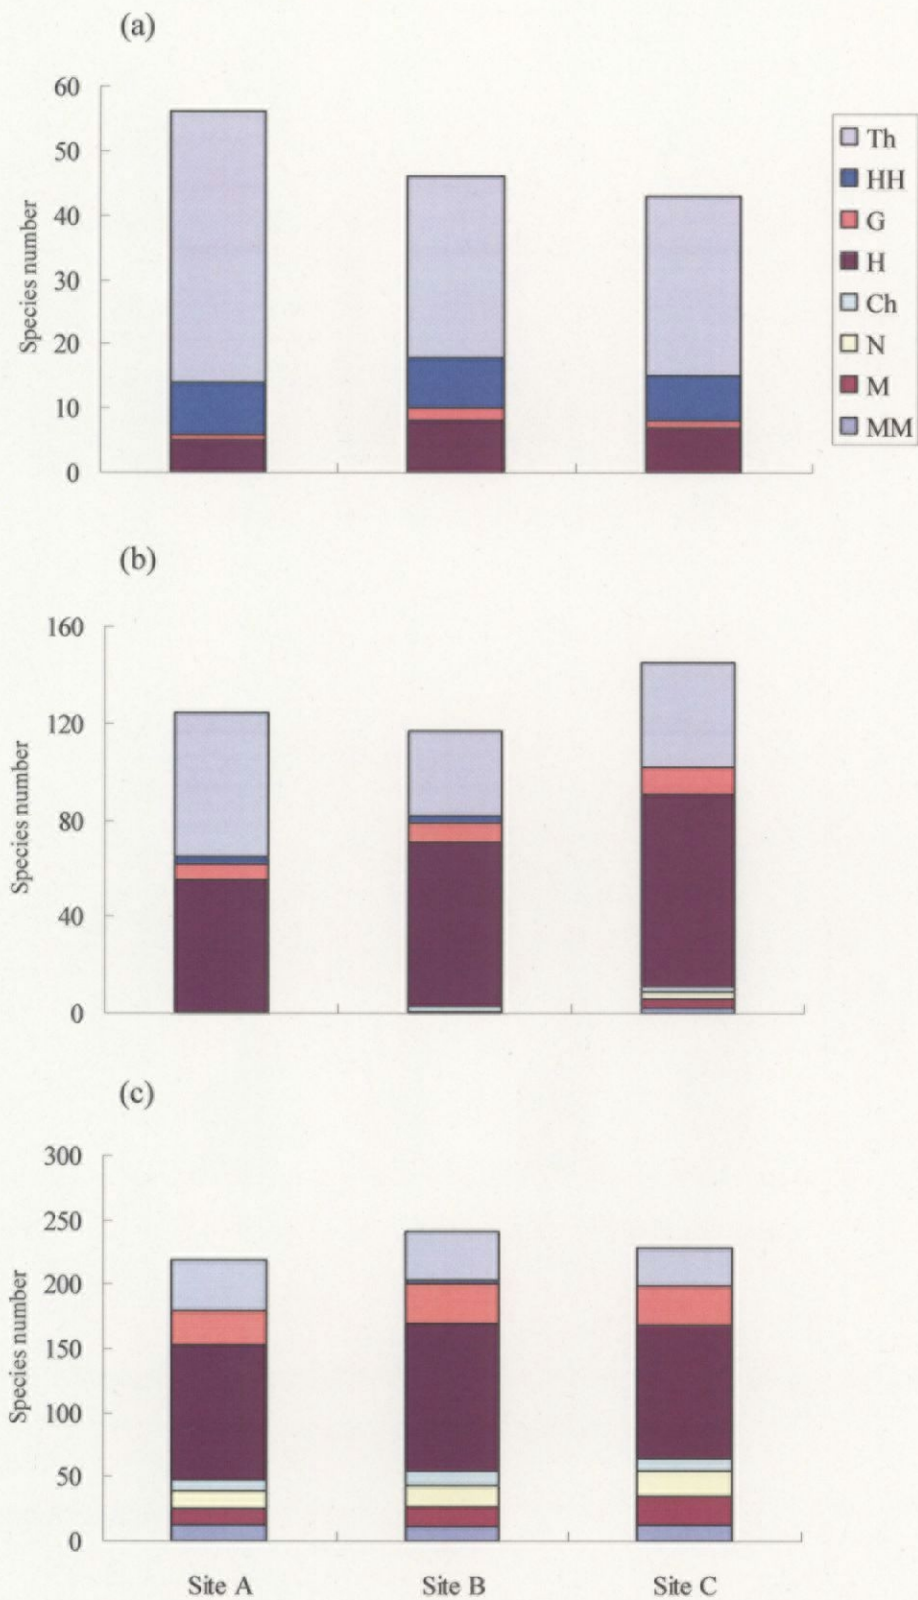 (a)
60
50
40
30
20
10
0
Species number
Th
HH
G
H
Ch
N
M
MM
(b)
160
120
80
40
0
Species number
(c)
300
250
200
150
100
50
0
Species number
Site A
Site B
Site C